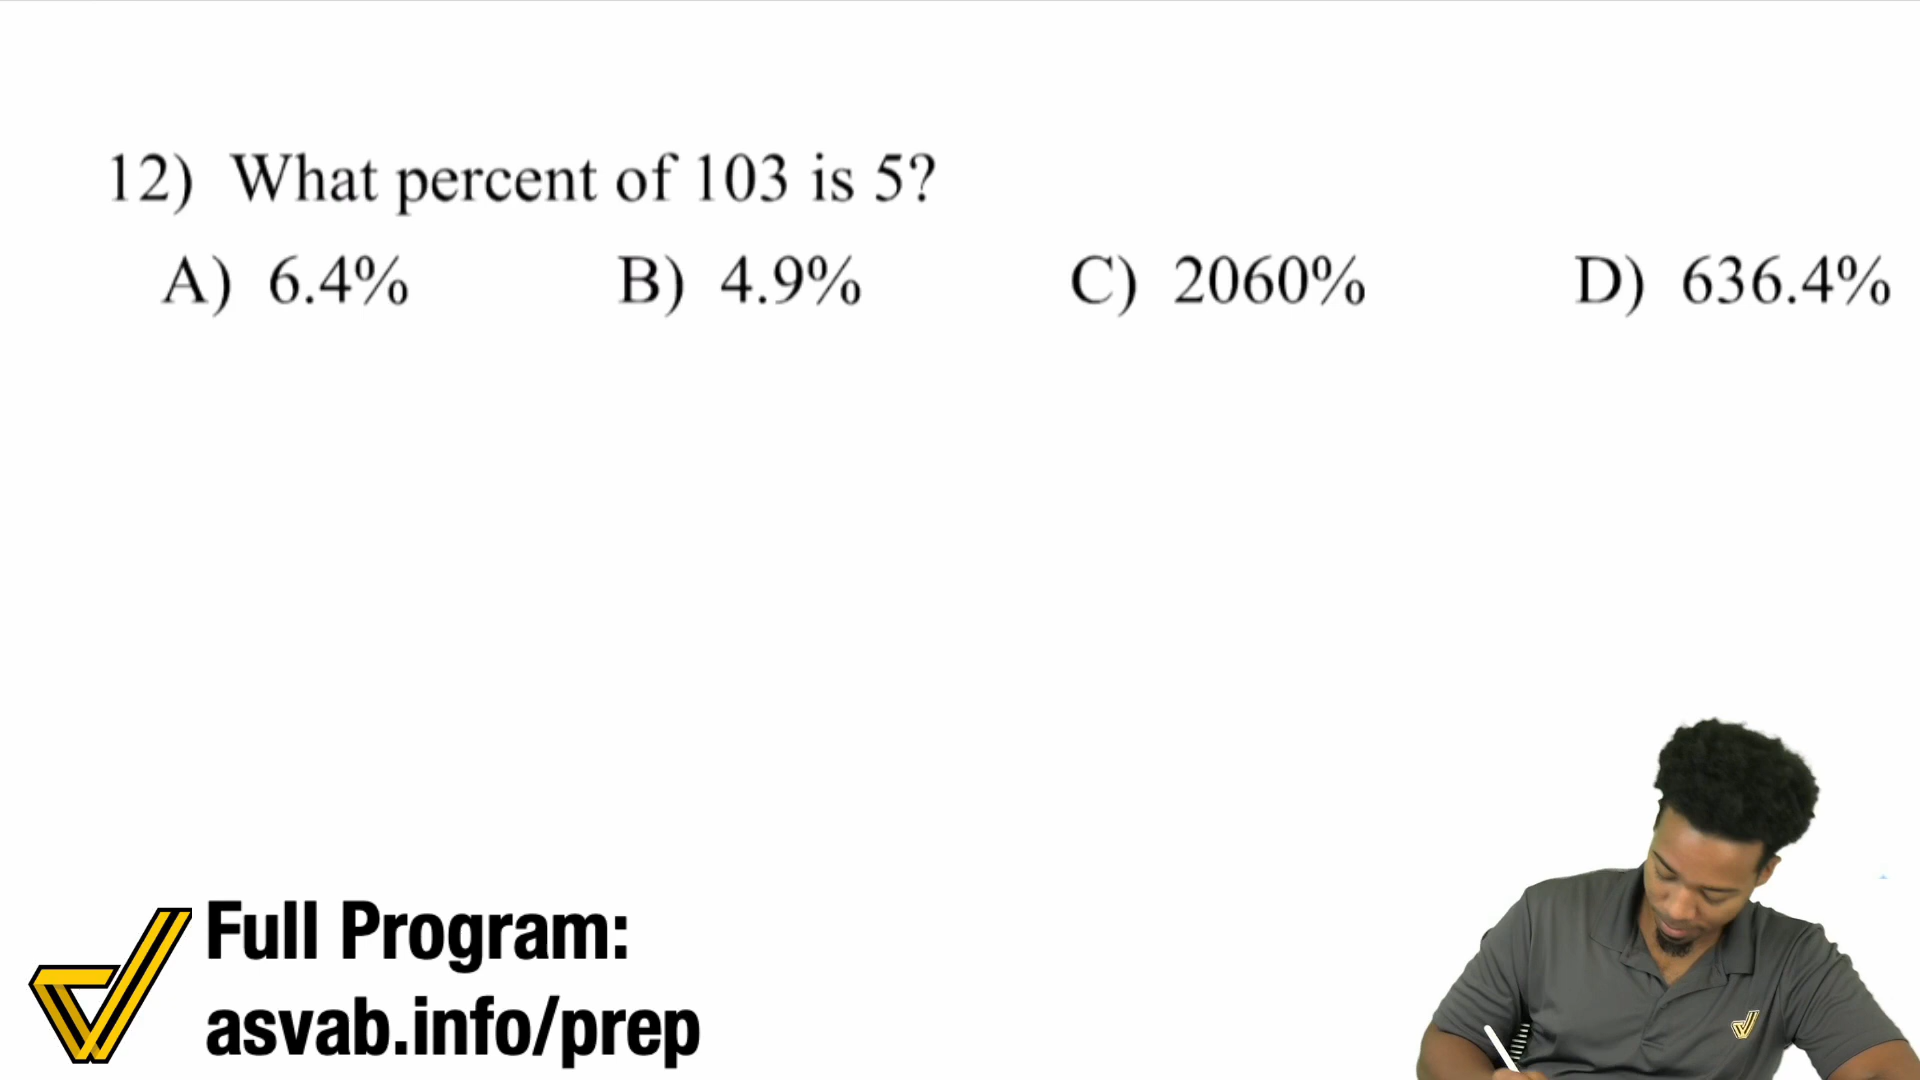 12) What percent of 103 is 5?
A) 6.4% B) 4.9% C) 2060% D) 636.4%
Full Program:
asvab.info/prep